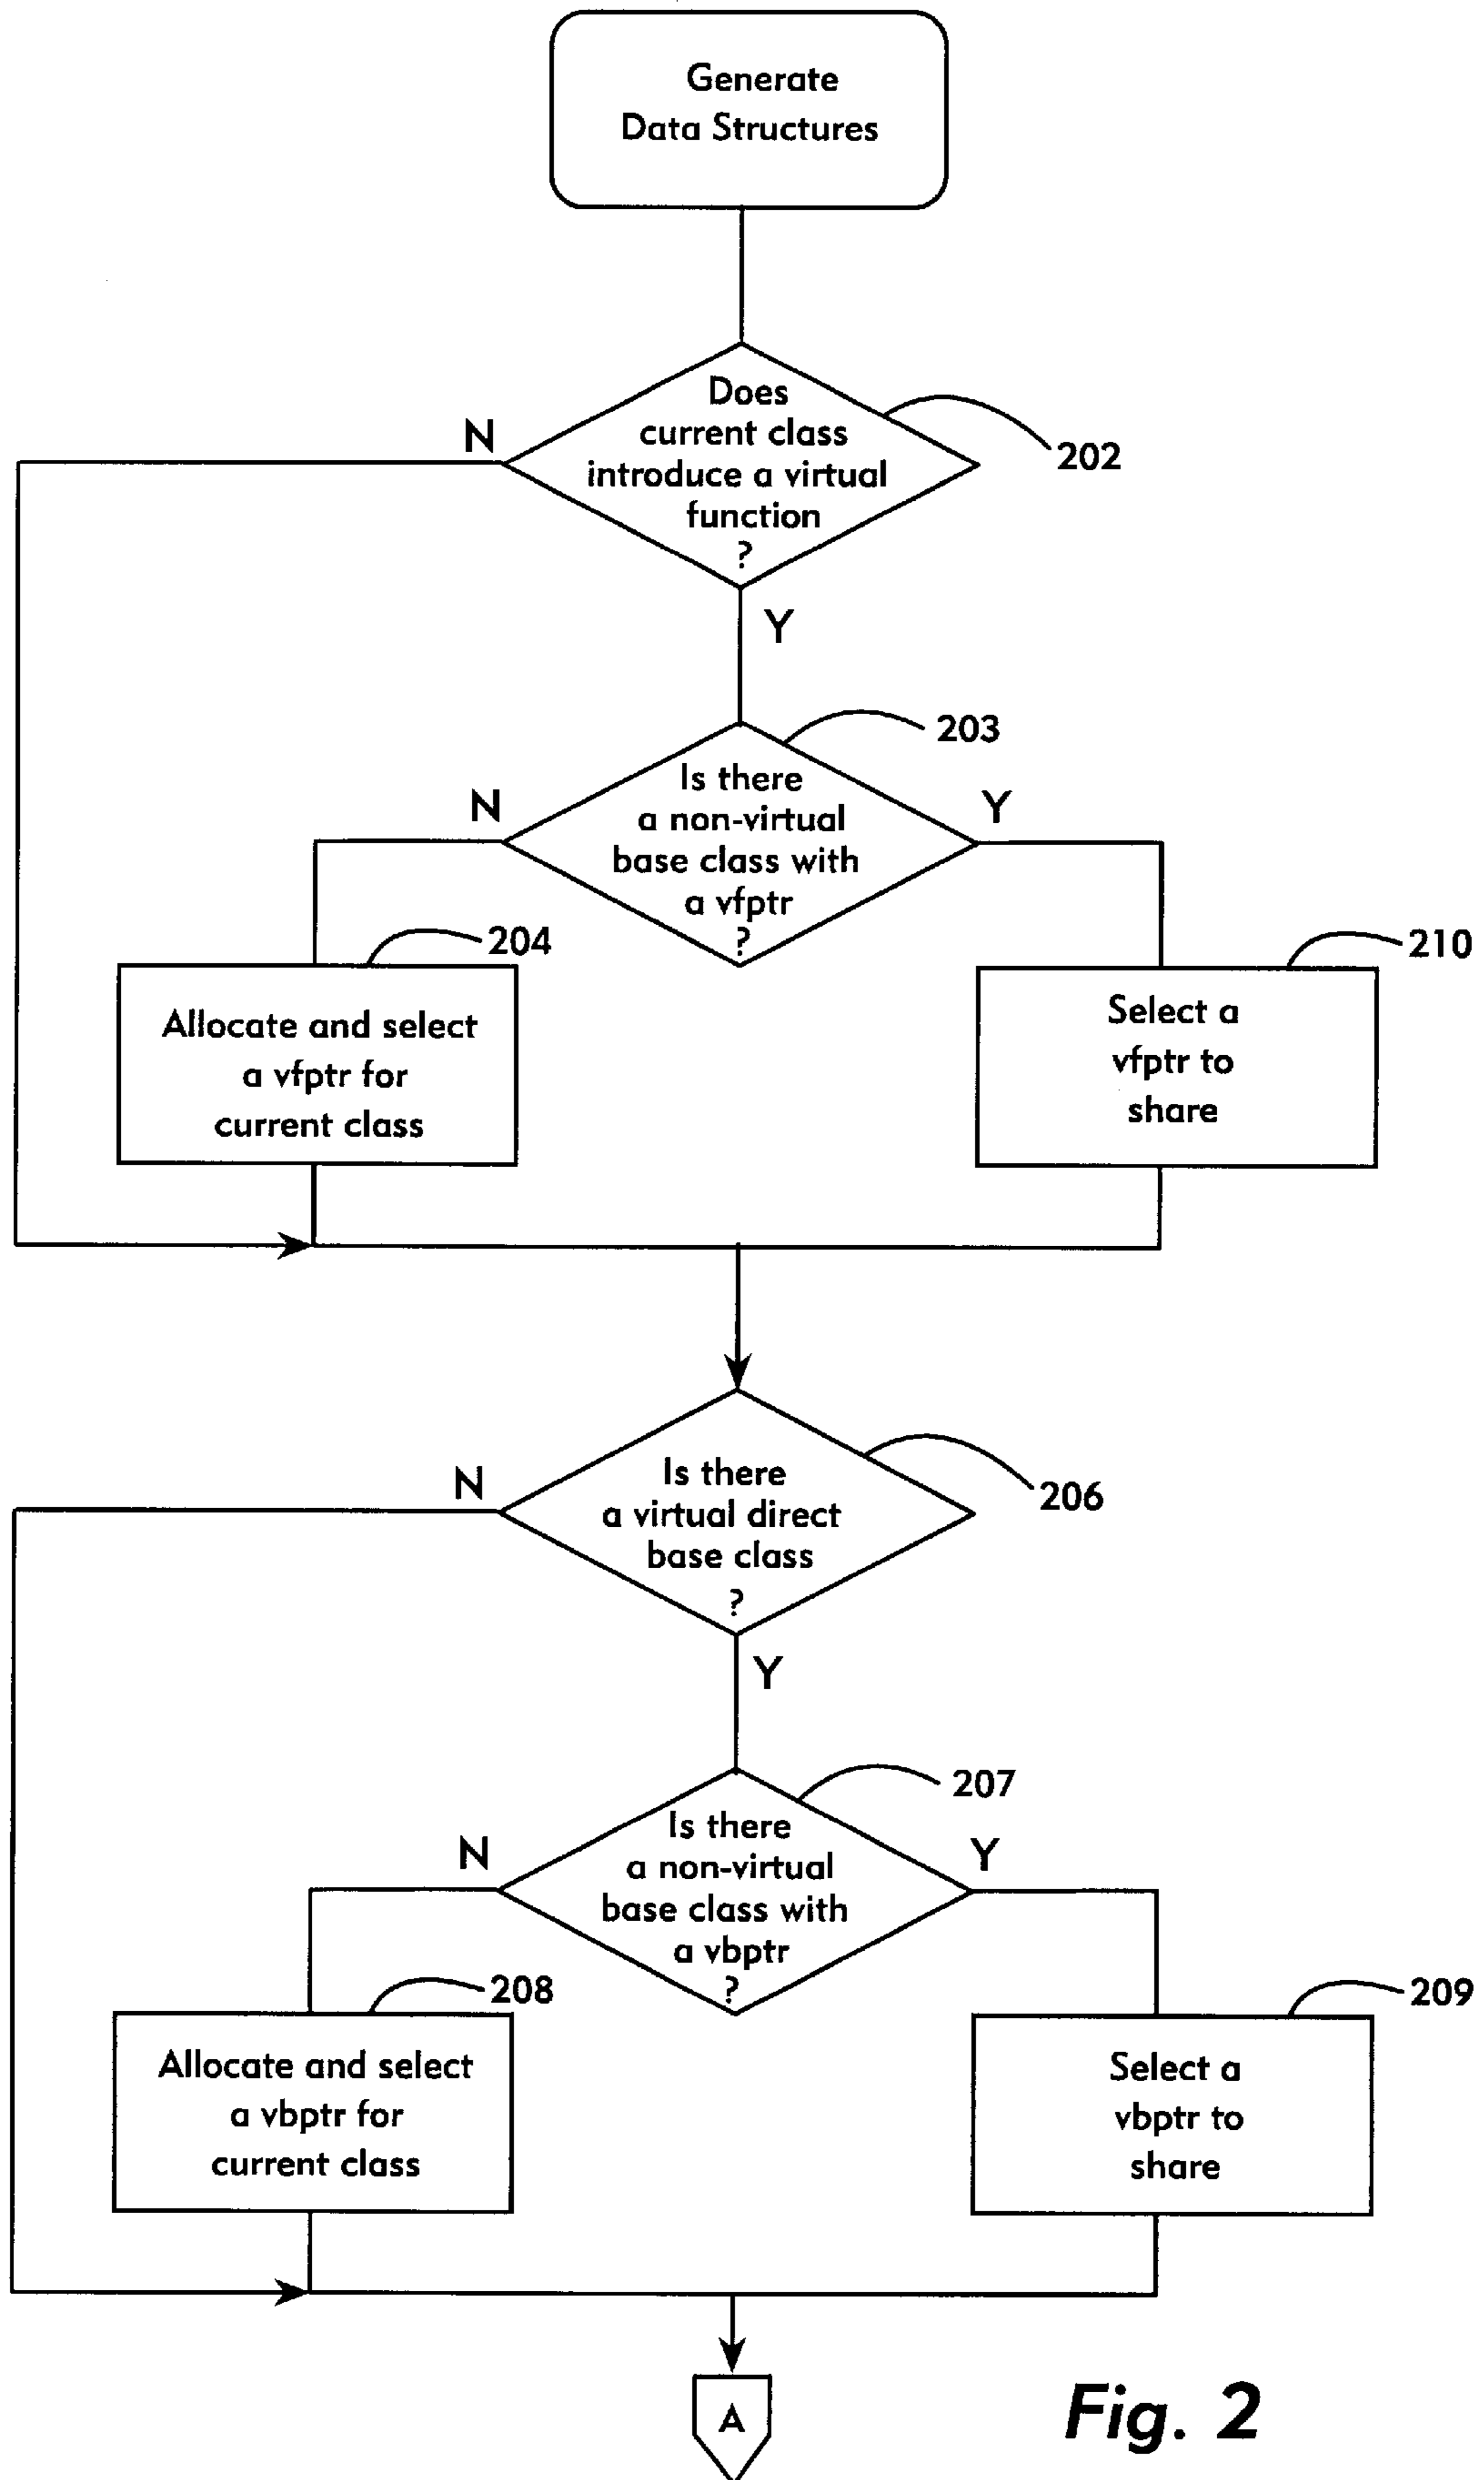 Generate
Data Structures
Does
current class
introduce a virtual
function
?
N
202
Y
203
Is there
a non-virtual
base class with
a vfptr
?
N
Y
204
210
Allocate and select
a vfptr for
current class
Select a
vfptr to
share
Is there
a virtual direct
base class
?
N
206
Y
207
Is there
a non-virtual
base class with
a vbptr
?
N
Y
208
209
Allocate and select
a vbptr for
current class
Select a
vbptr to
share
A
Fig. 2